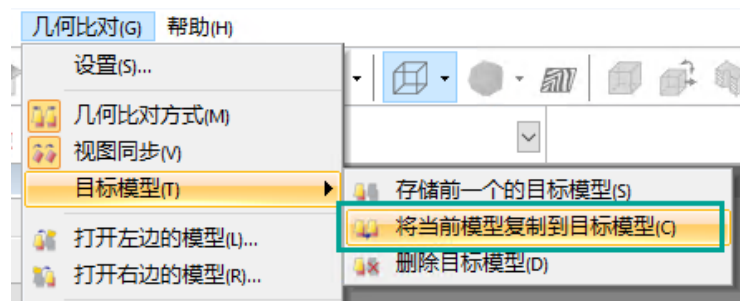 几何比对(G) 帮助(H)
设置(S)...
几何比对方式(M)
视图同步(V)
目标模型(T)
存储前一个的目标模型(S)
将当前模型复制到目标模型(C)
删除目标模型(D)
打开左边的模型(L)...
打开右边的模型(R)...